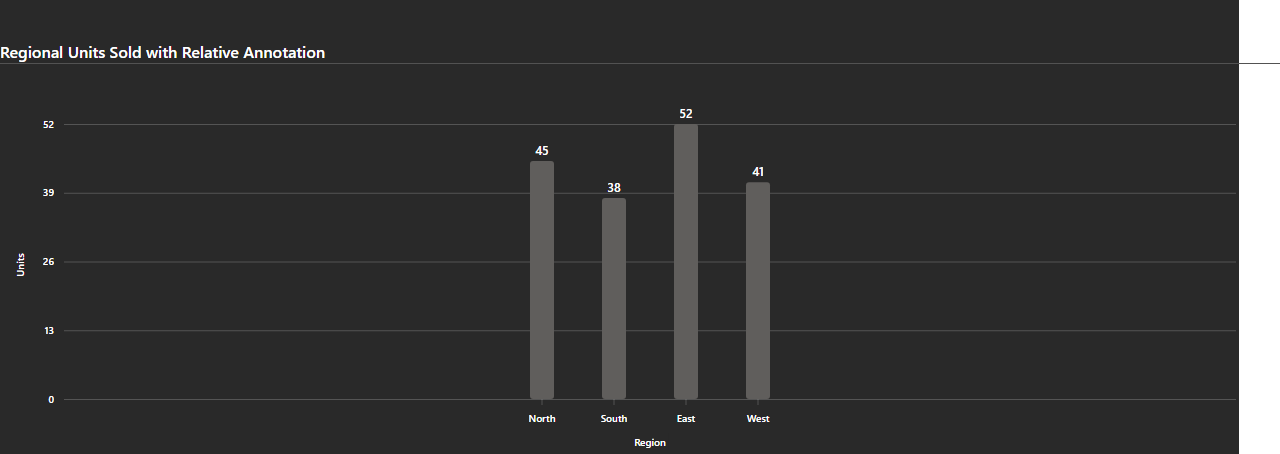 Regional Units Sold with Relative Annotation
52
39
26
13
0
Units
45
38
52
41
North
South
East
West
Region